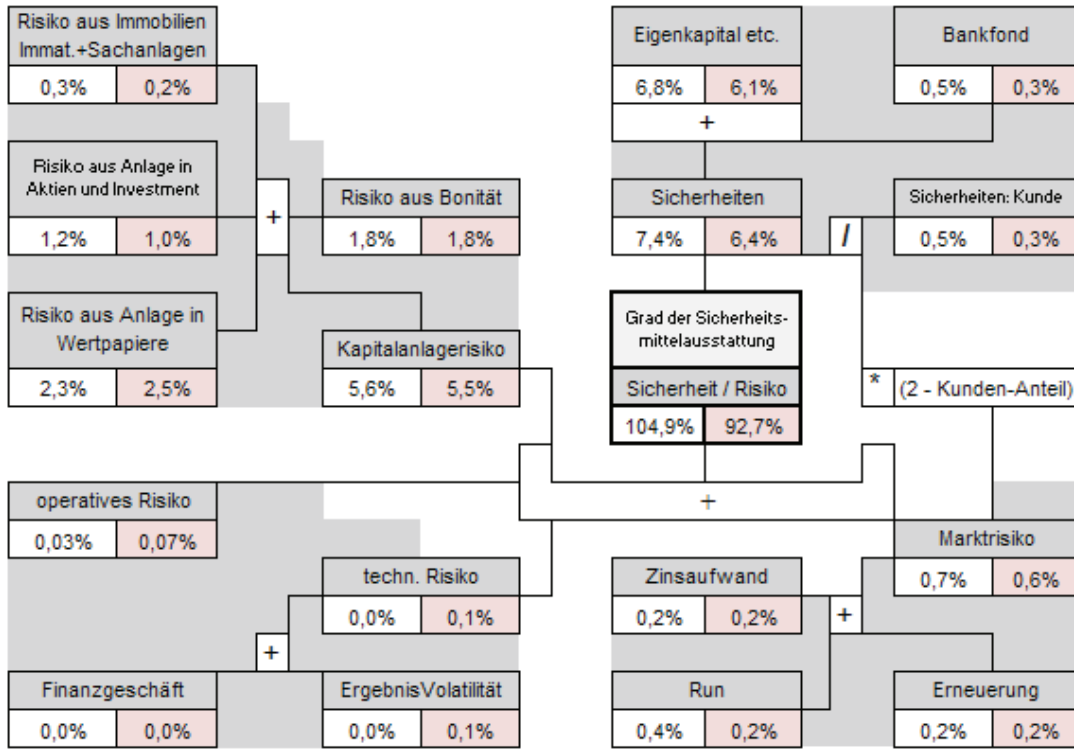 Risiko aus Immobilien
Immat.+Sachanlagen
0,3% 0,2%
Eigenkapital etc.
6,8% 6,1%
Bankfond
0,5% 0,3%
+
Risiko aus Anlage in
Aktien und Investment
1,2% 1,0%
+
Risiko aus Bonität
1,8% 1,8%
Sicherheiten
7,4% 6,4%
/
Sicherheiten: Kunde
0,5% 0,3%
Risiko aus Anlage in
Wertpapiere
2,3% 2,5%
Kapitalanlagerisiko
5,6% 5,5%
Grad der Sicherheits-
mittelausstattung
Sicherheit / Risiko
104,9% 92,7%
* (2 - Kunden-Anteil)
operatives Risiko
0,03% 0,07%
+
Marktrisiko
0,7% 0,6%
techn. Risiko
0,0% 0,1%
Zinsaufwand
0,2% 0,2%
+
+
Finanzgeschäft
0,0% 0,0%
ErgebnisVolatilität
0,0% 0,1%
Run
0,4% 0,2%
Erneuerung
0,2% 0,2%